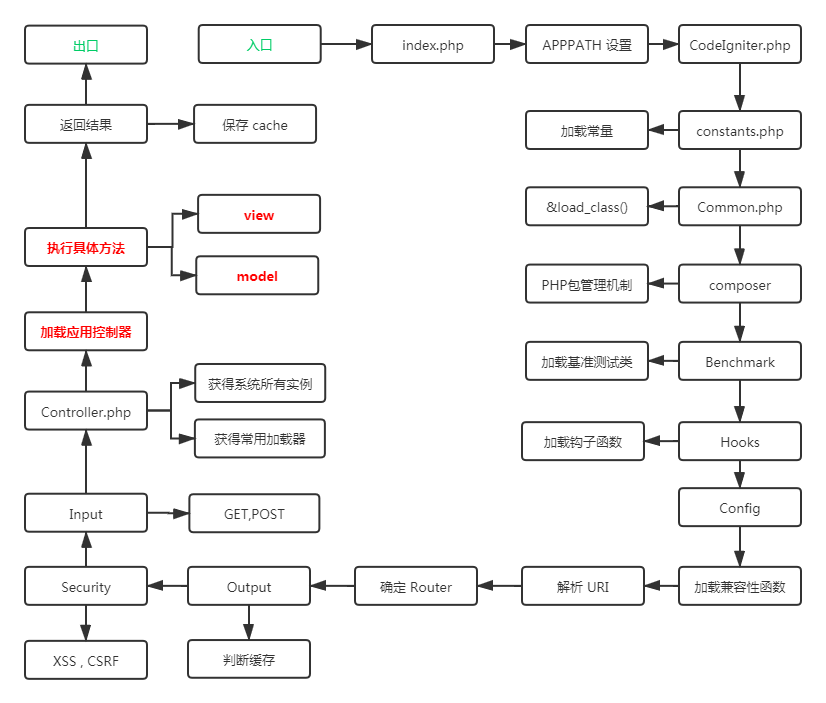 出口
入口
index.php
APPPATH 设置
CodeIgniter.php
返回结果
保存 cache
加载常量
constants.php
&load_class()
Common.php
view
执行具体方法
model
PHP包管理机制
composer
加载应用控制器
加载基准测试类
Benchmark
获得系统所有实例
Controller.php
获得常用加载器
加载钩子函数
Hooks
Input
GET,POST
Config
Security
Output
确定 Router
解析 URI
加载兼容性函数
XSS , CSRF
判断缓存